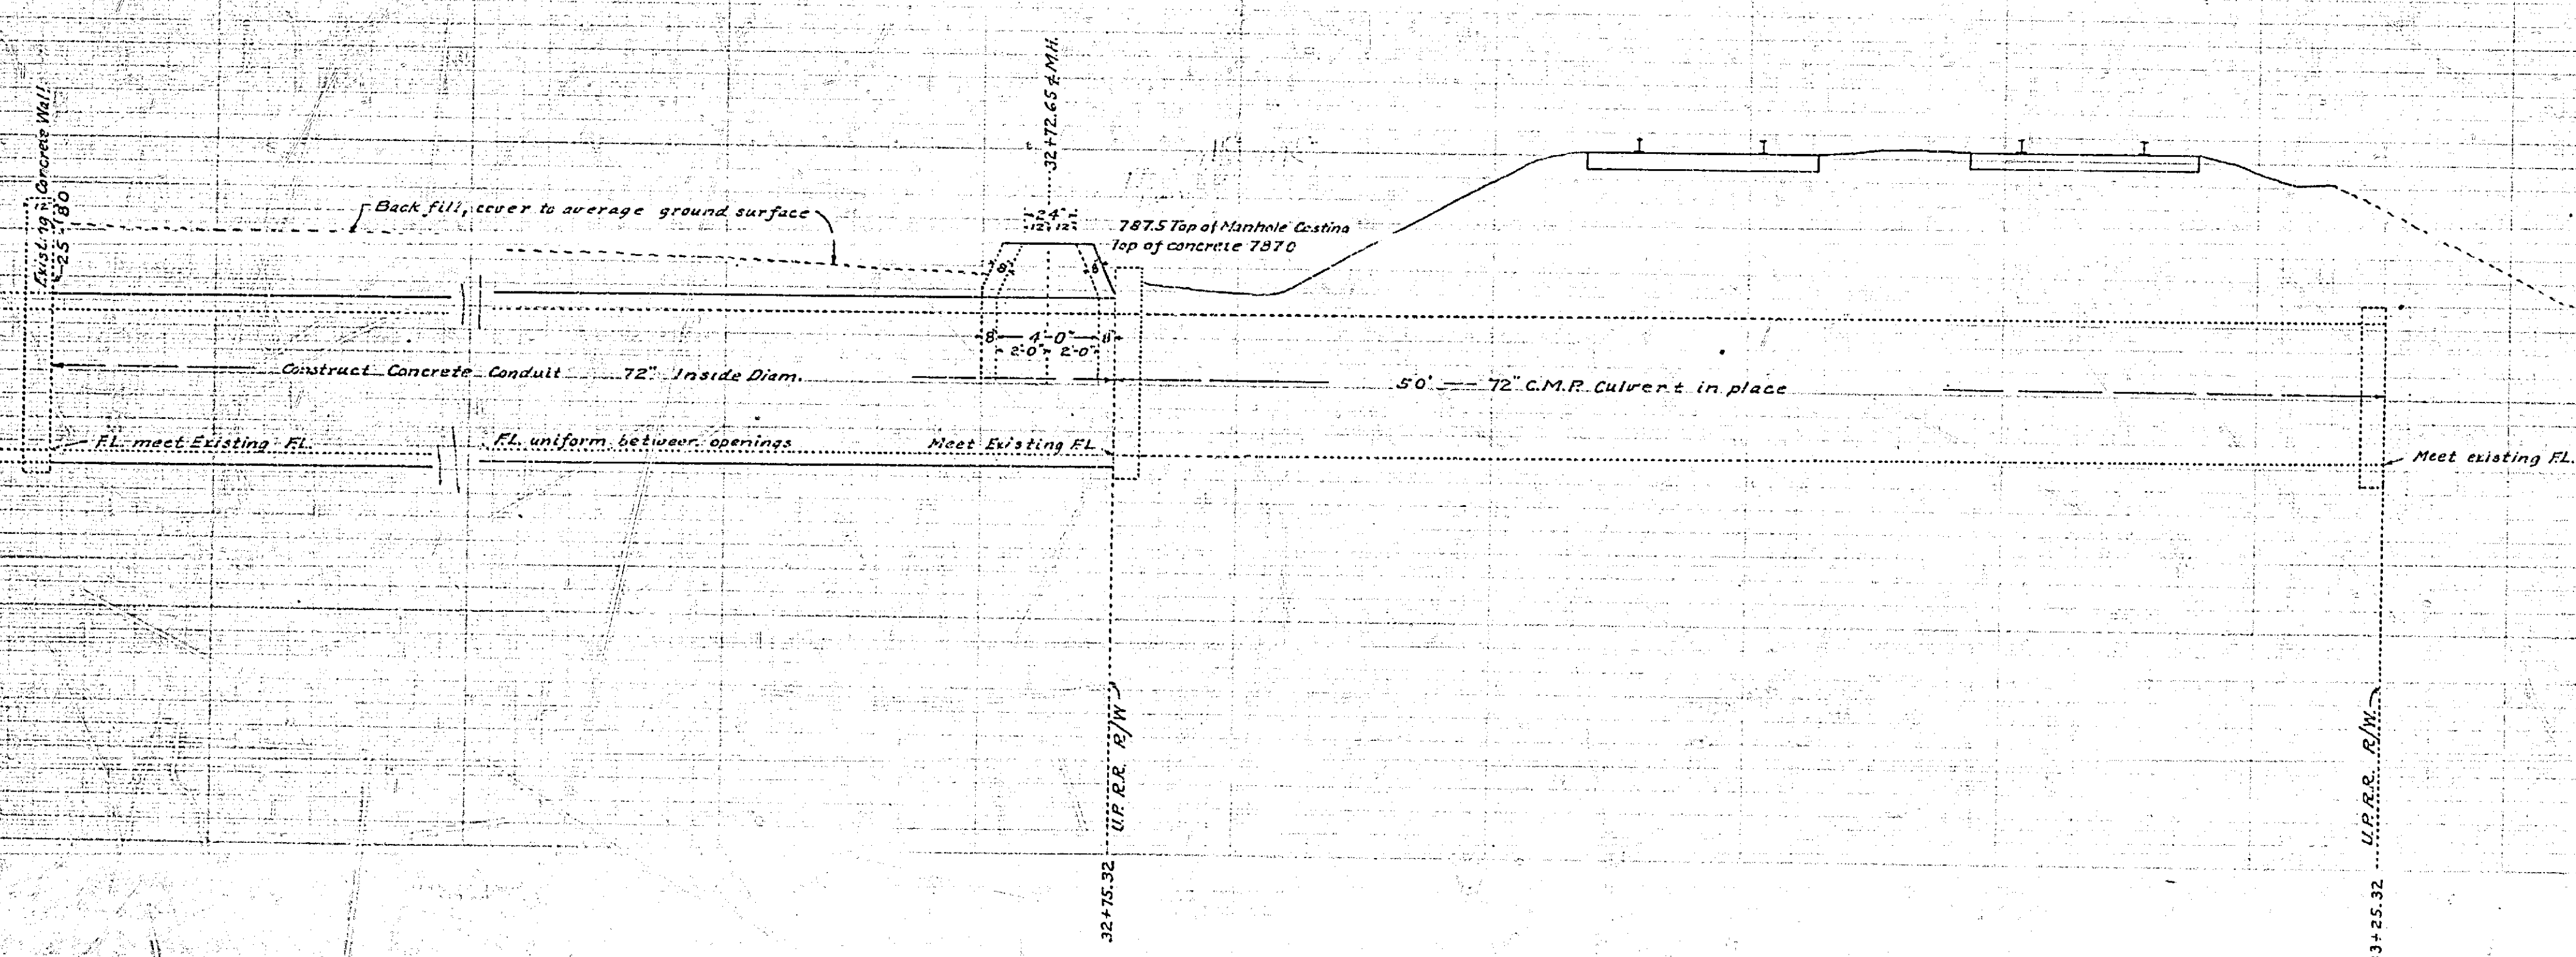 Existing Concrete Wall
-25-80
Back fill, cover to average ground surface
32+72.65 ℄ M.H.
24"
12" 12"
787.5 Top of Manhole Casting
Top of concrete 787.0
8"
8"
8" 4'-0" 8"
2'-0" 2'-0"
Construct Concrete Conduit 72" Inside Diam.
50' 72" C.M.P. Culvert in place
F.L. meet Existing F.L.
F.L. uniform between openings
Meet Existing F.L.
Meet existing F.L.
U.P. R.R. R/W
32+75.32
U.P.R.R. R/W
3+25.32